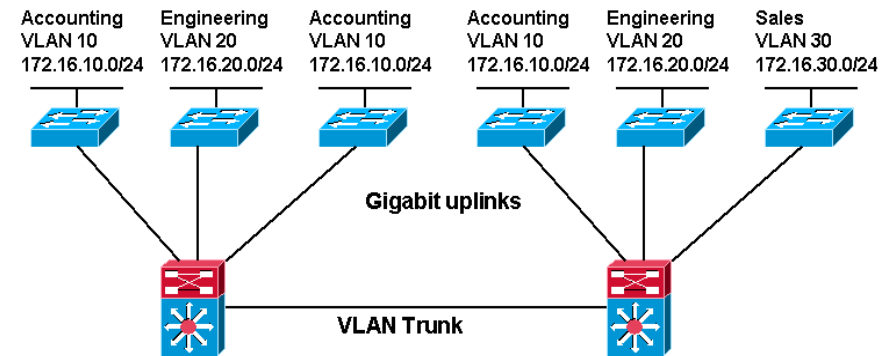 Accounting
VLAN 10
172.16.10.0/24
Engineering
VLAN 20
172.16.20.0/24
Accounting
VLAN 10
172.16.10.0/24
Accounting
VLAN 10
172.16.10.0/24
Engineering
VLAN 20
172.16.20.0/24
Sales
VLAN 30
172.16.30.0/24
Gigabit uplinks
VLAN Trunk